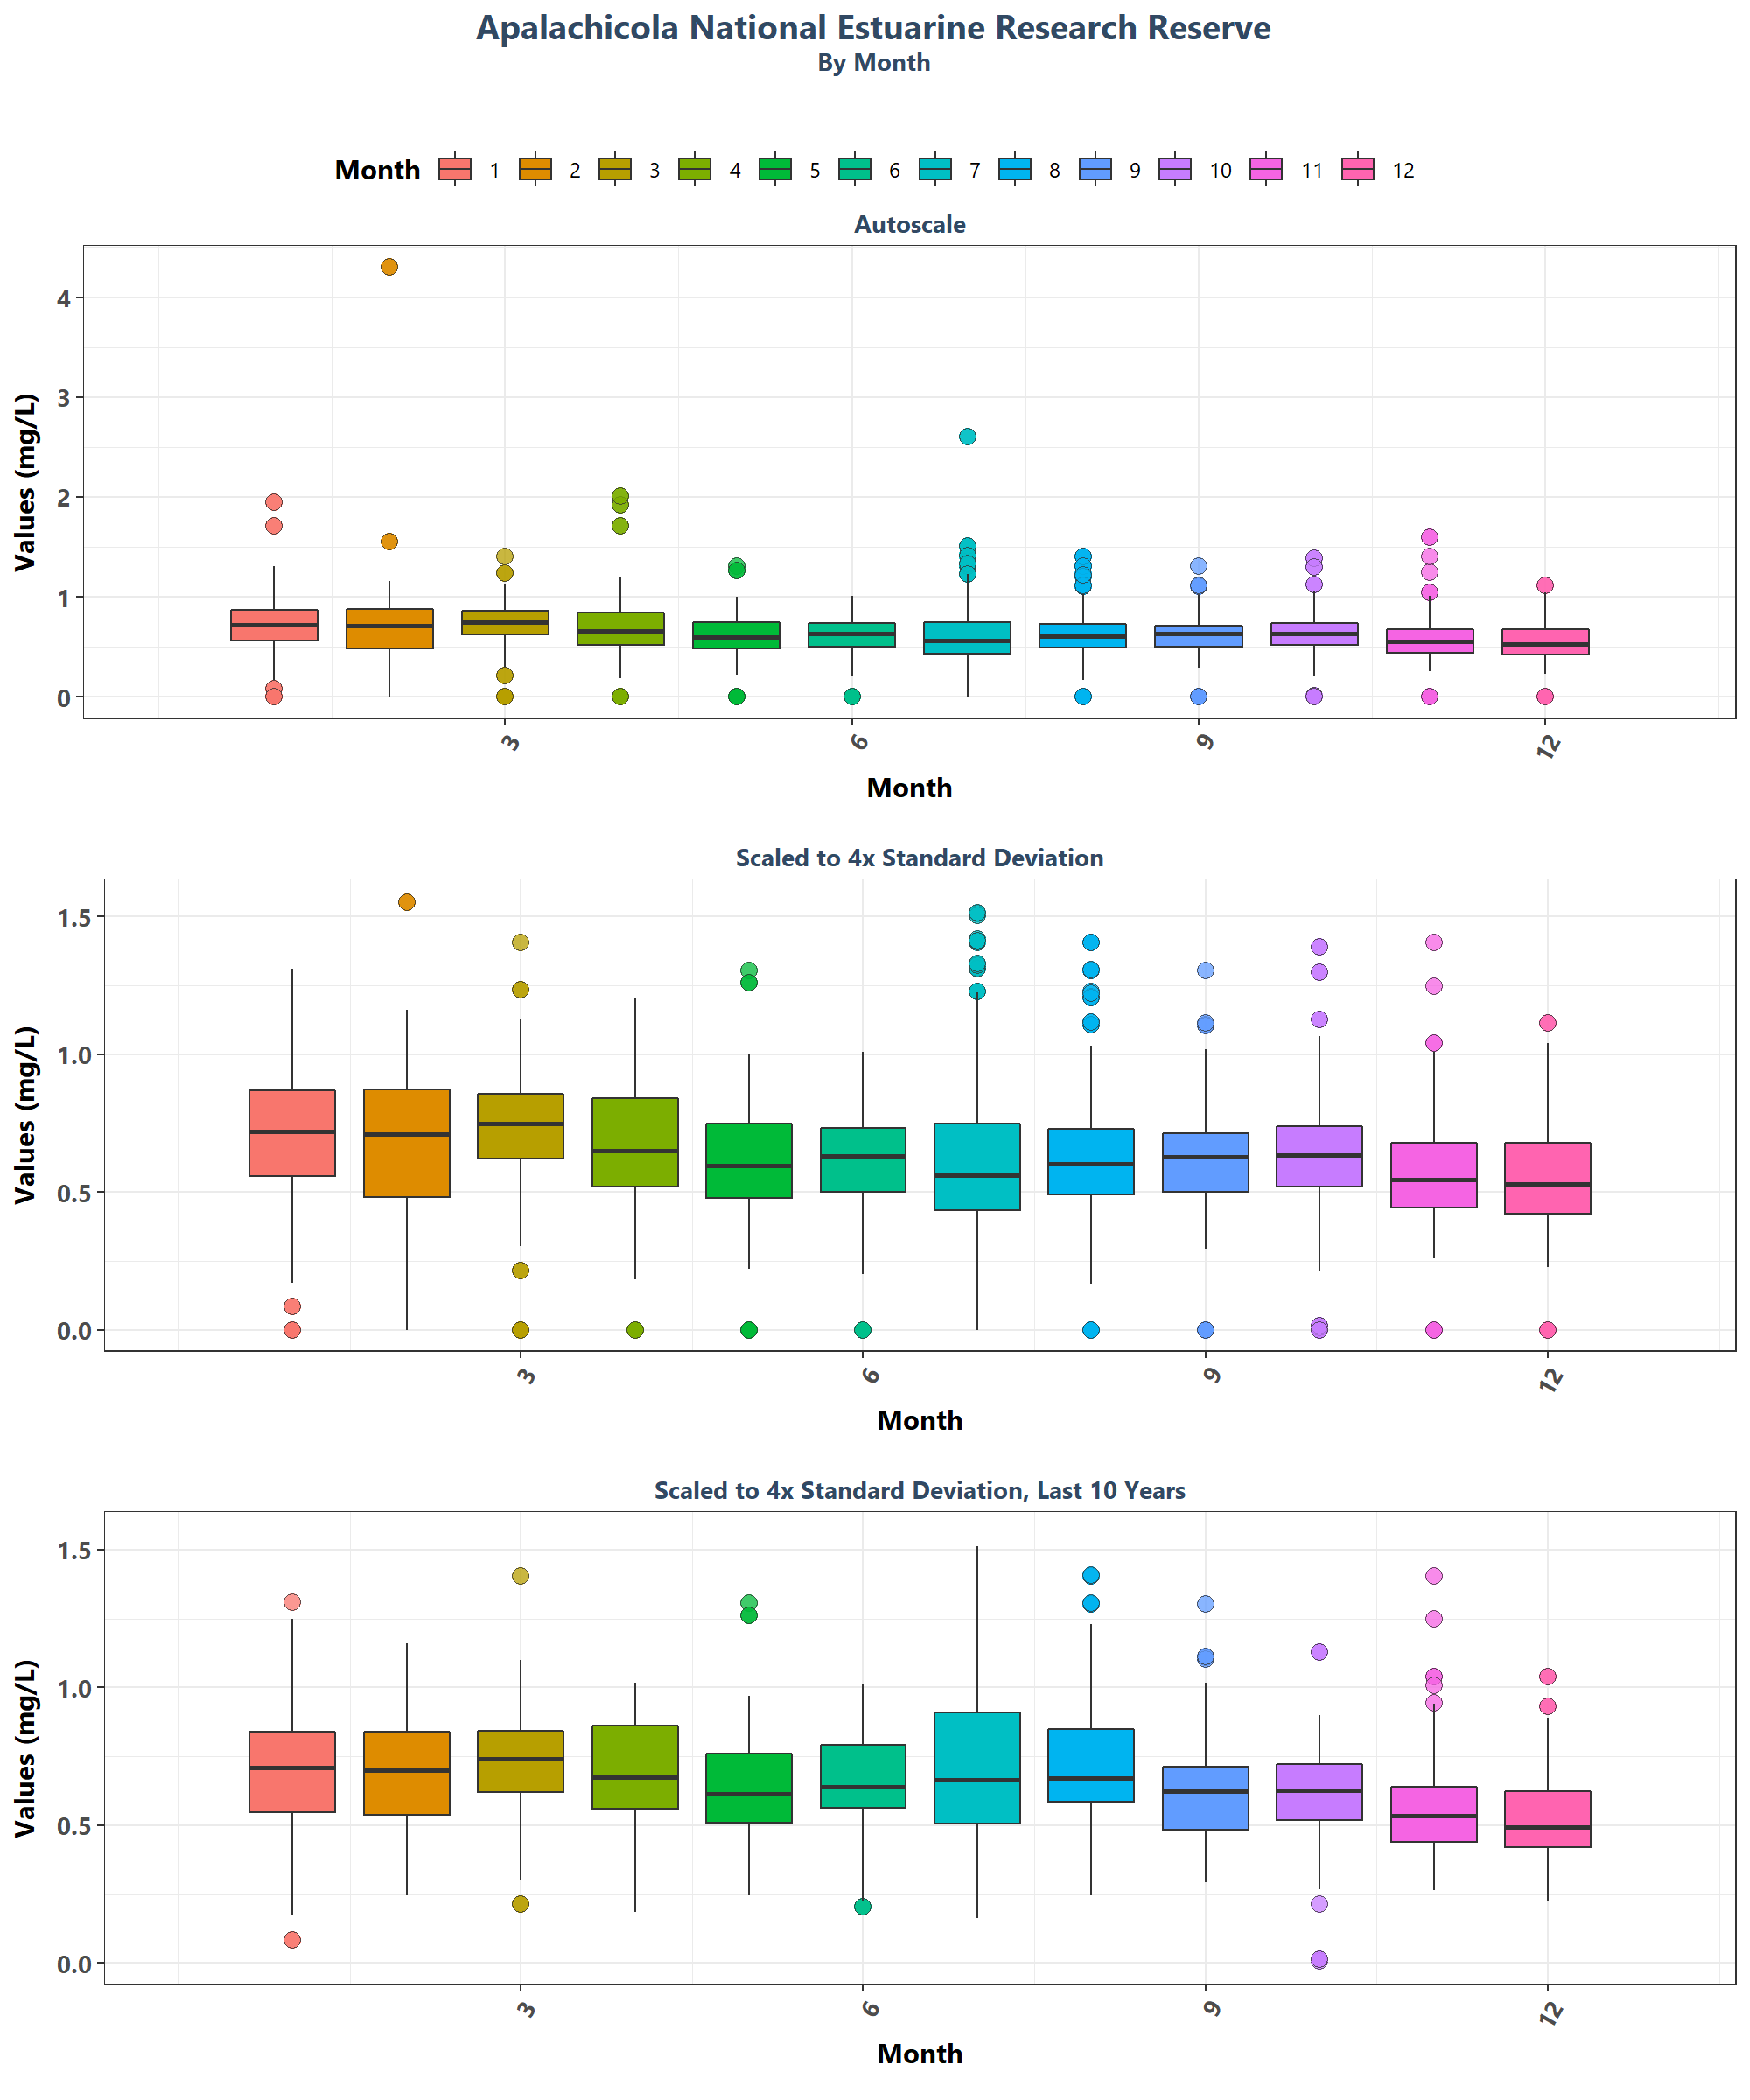 Apalachicola National Estuarine Research Reserve
By Month
Month 1 2 3 4 5 6 7 8 9 10 11 12
Autoscale
Values (mg/L)
4
3
2
1
0
3 6 9 12
Month
Scaled to 4x Standard Deviation
Values (mg/L)
1.5
1.0
0.5
0.0
3 6 9 12
Month
Scaled to 4x Standard Deviation, Last 10 Years
Values (mg/L)
1.5
1.0
0.5
0.0
3 6 9 12
Month